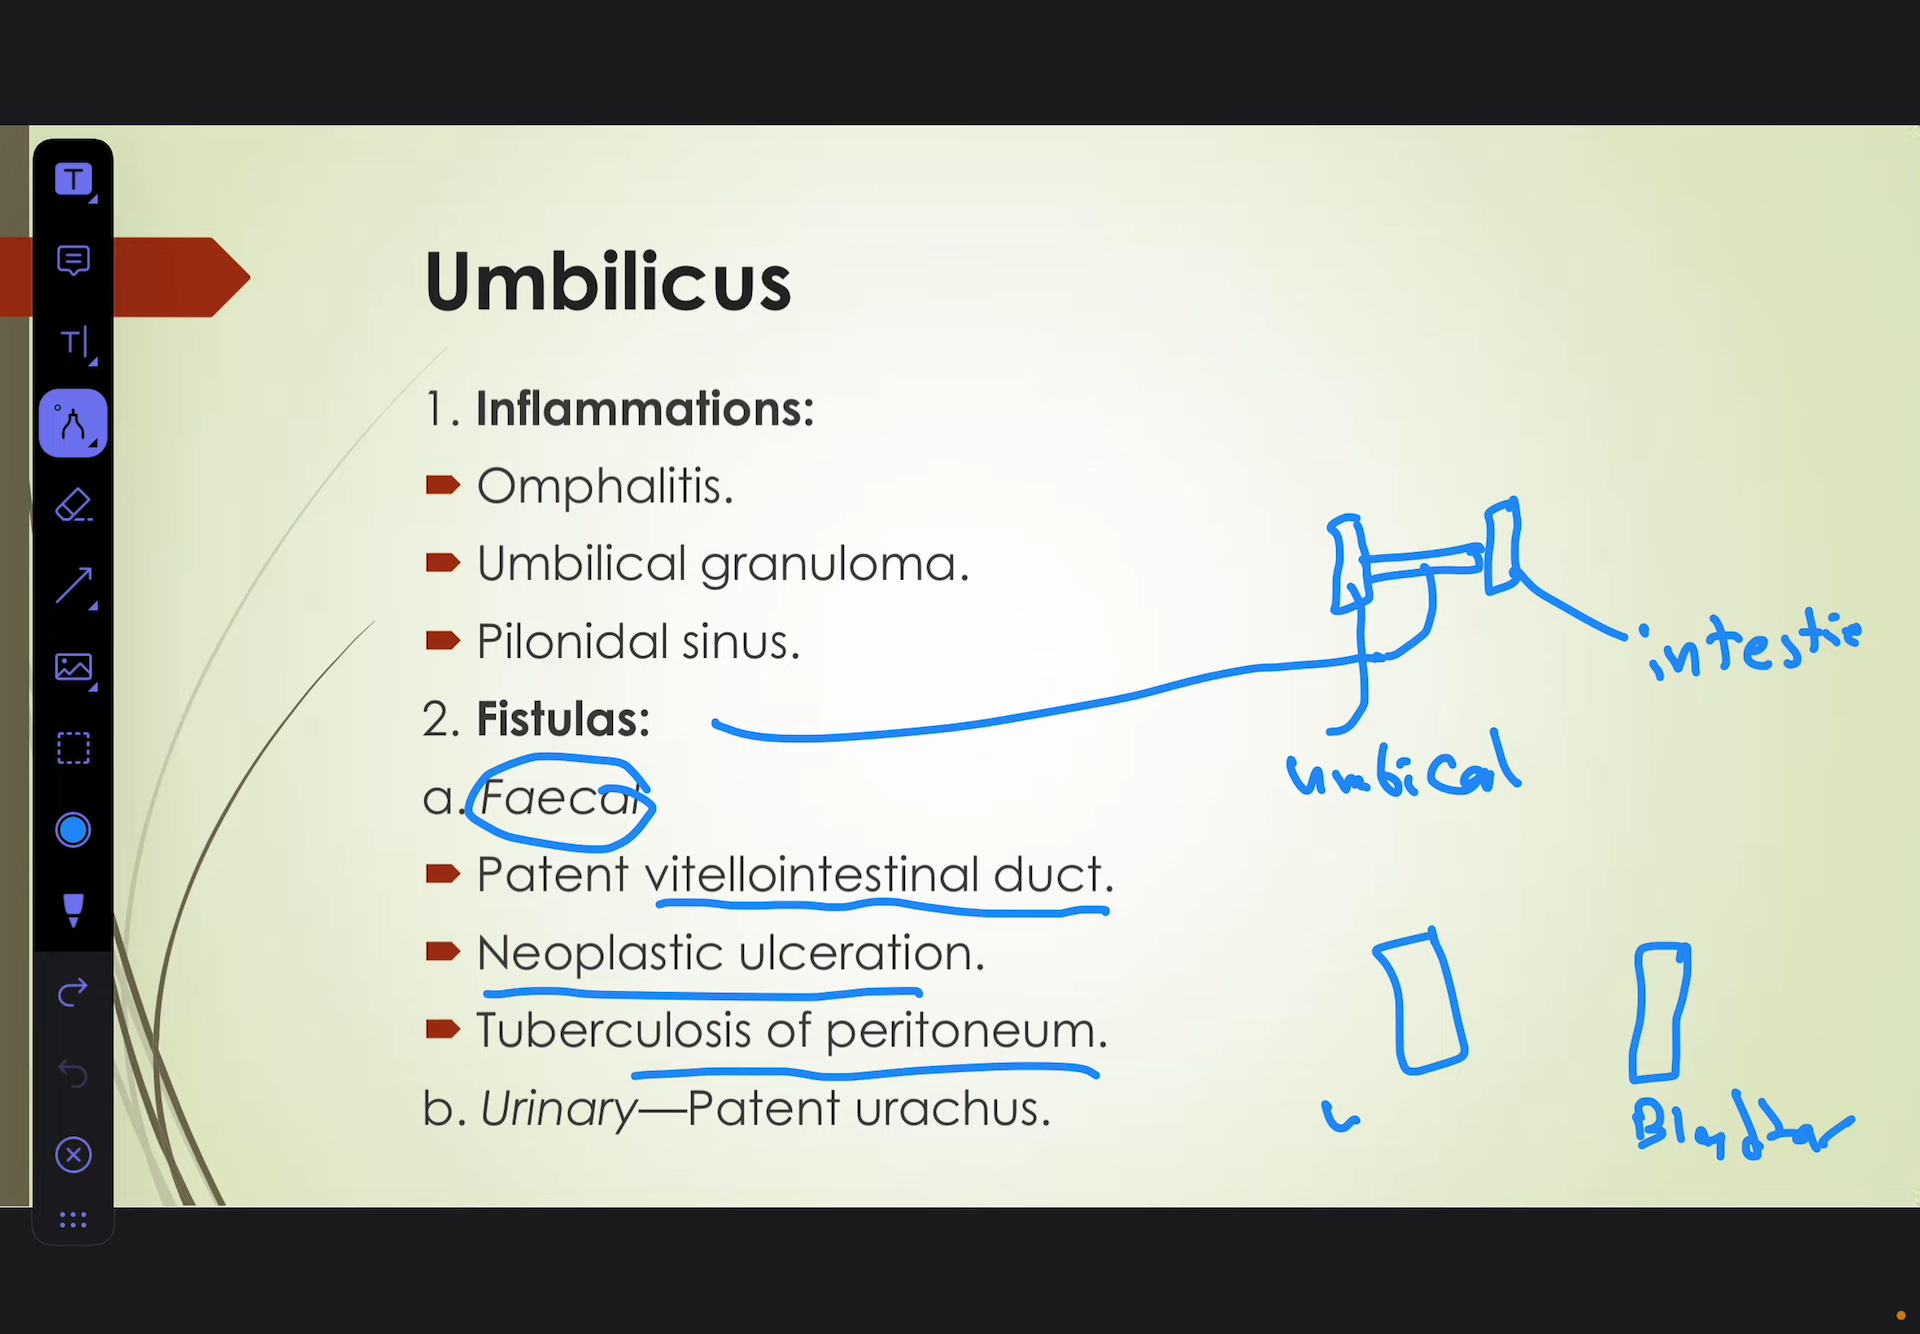 Umbilicus
1. Inflammations:
Omphalitis.
Umbilical granuloma.
Pilonidal sinus.
2. Fistulas:
a. Faecal
Patent vitellointestinal duct.
Neoplastic ulceration.
Tuberculosis of peritoneum.
b. Urinary—Patent urachus.
intestie
umbical
u